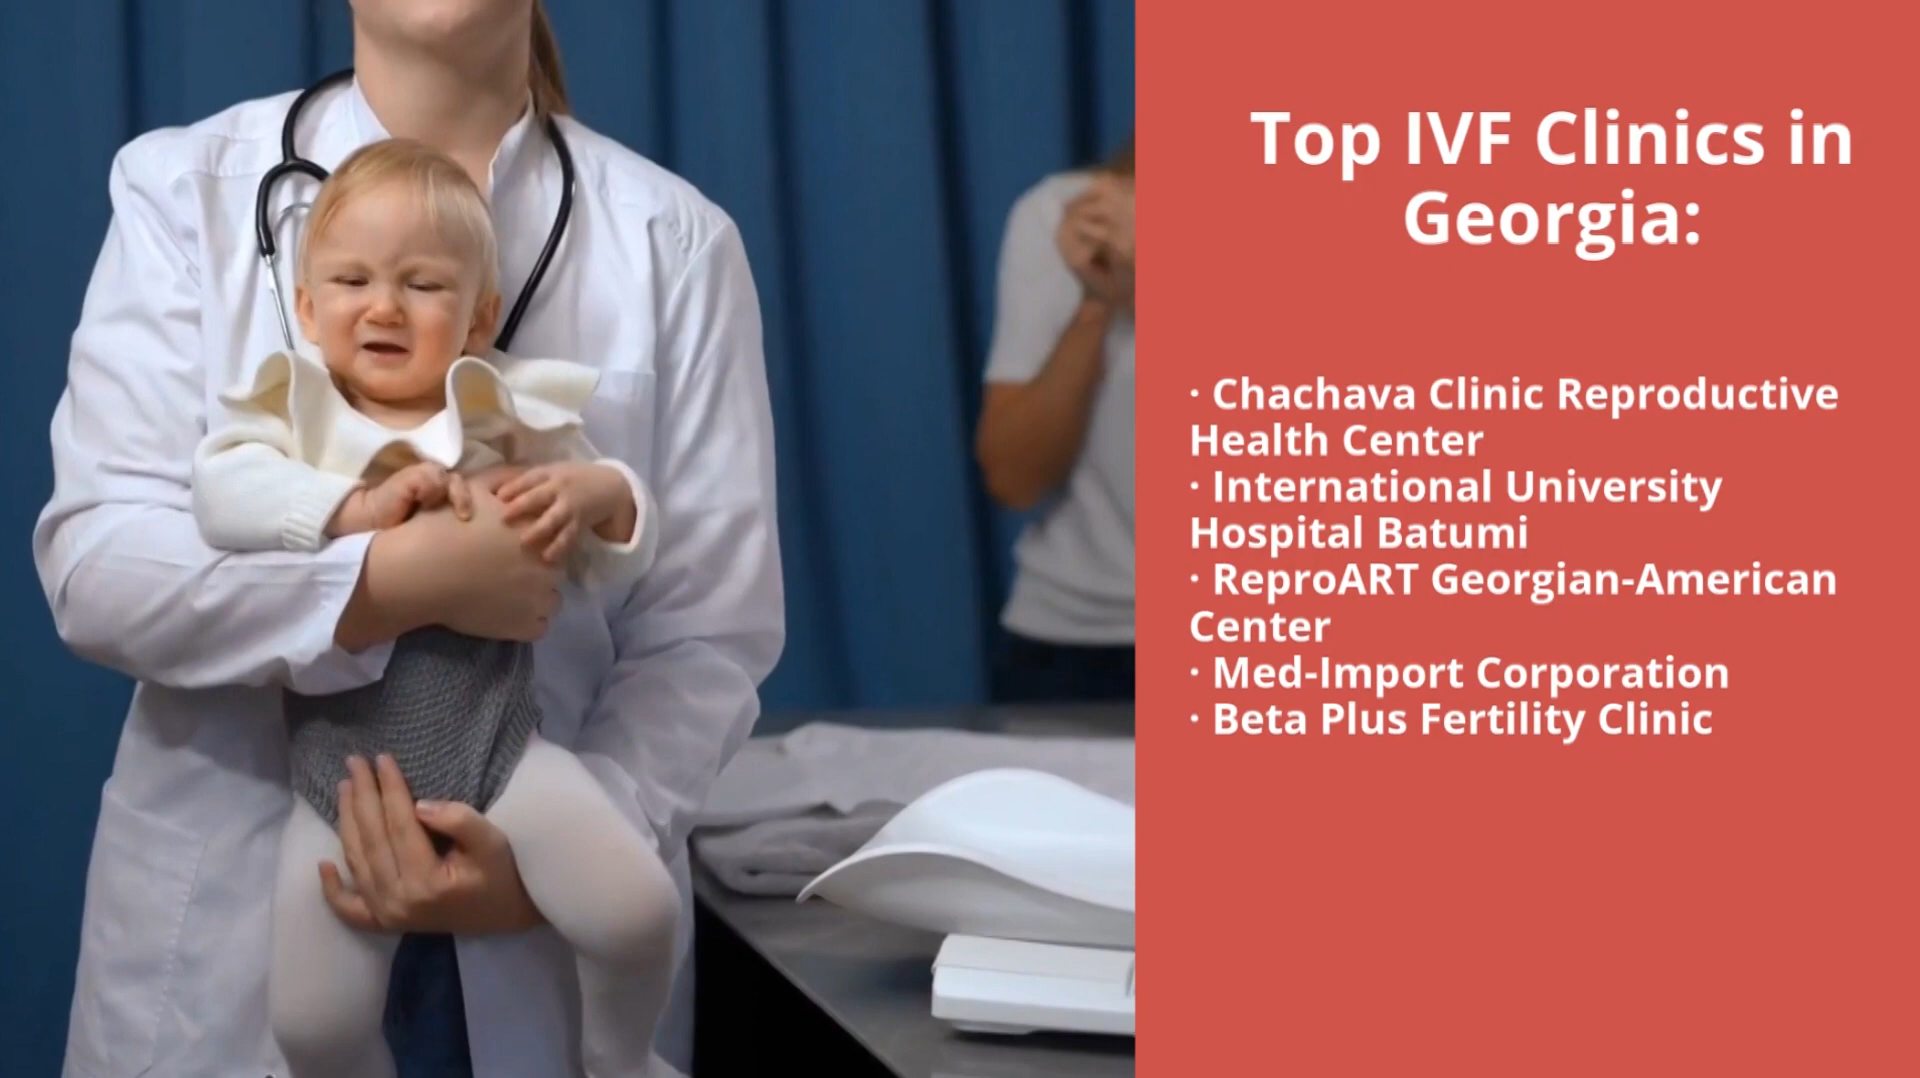 Top IVF Clinics in
Georgia:
· Chachava Clinic Reproductive
Health Center
· International University
Hospital Batumi
· ReproART Georgian-American
Center
· Med-Import Corporation
· Beta Plus Fertility Clinic